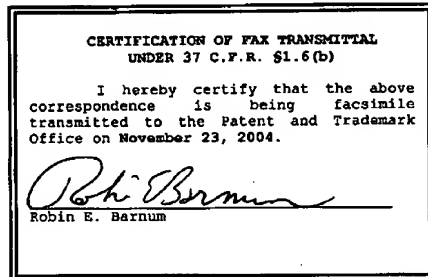 CERTIFICATION OF FAX TRANSMITTAL
UNDER 37 C.F.R. §1.6(b)
I hereby certify that the above
correspondence is being facsimile
transmitted to the Patent and Trademark
Office on November 23, 2004.
Robin E Barnum
Robin E. Barnum